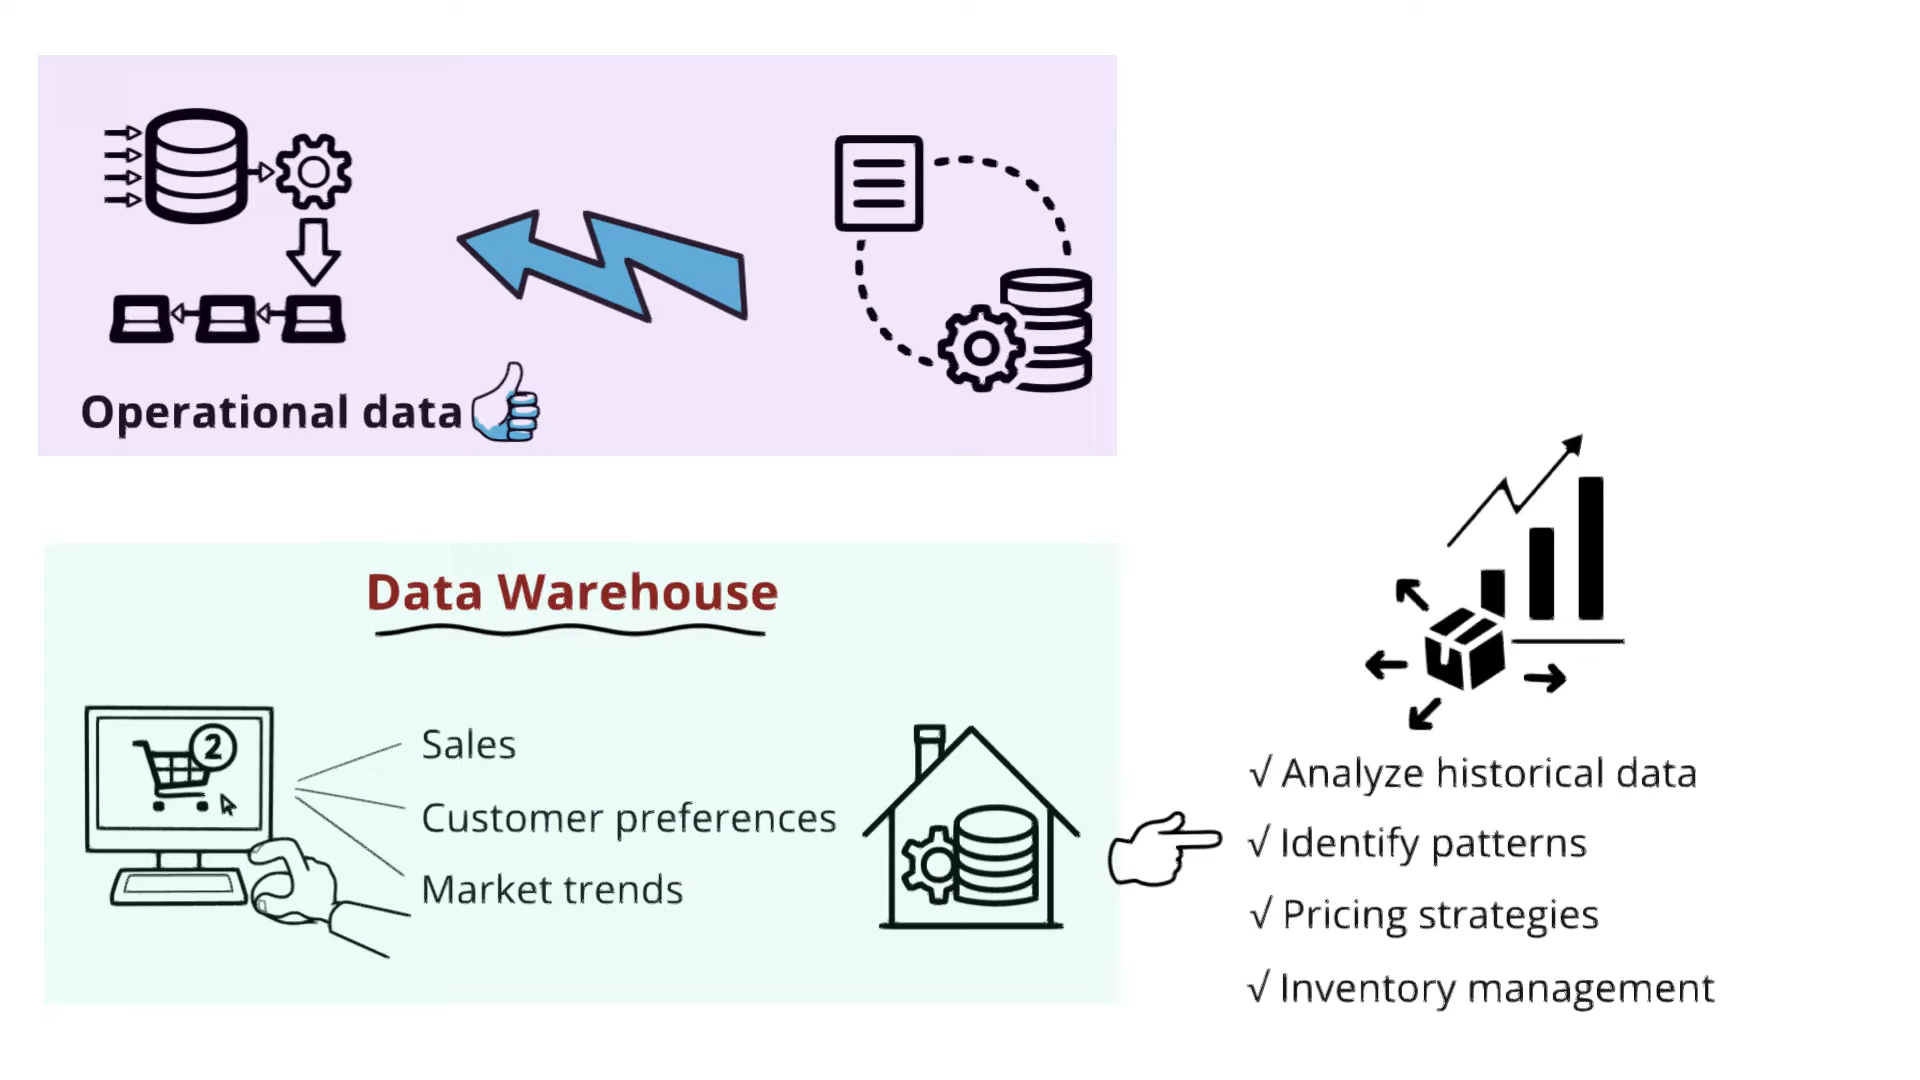 Operational data
Data Warehouse
2
Sales
Customer preferences
Market trends
√ Analyze historical data
√ Identify patterns
√ Pricing strategies
√ Inventory management